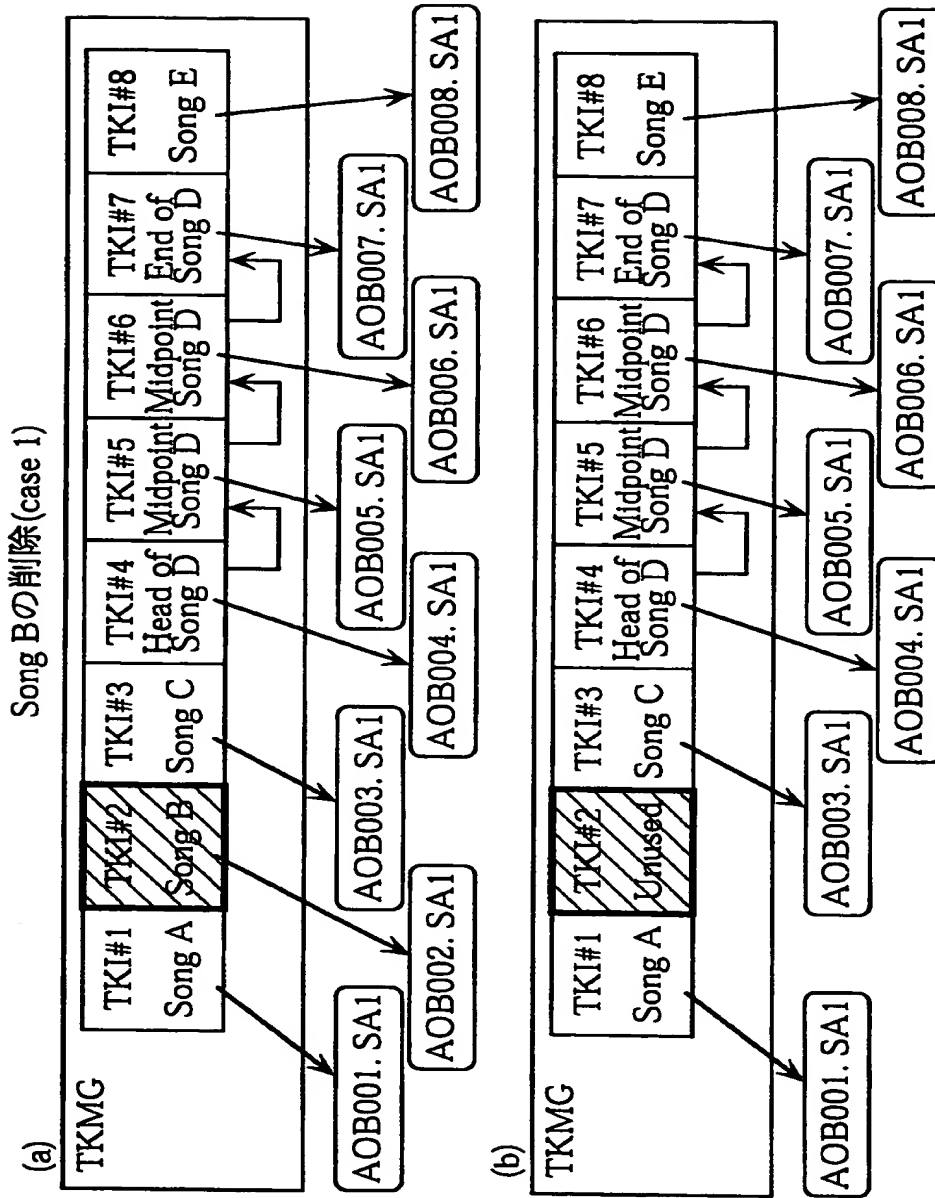 Song Bの削除(case 1)
(a)
TKMG
TKI#1
Song A
TKI#2
Song B
TKI#3
Song C
TKI#4
Head of
Song D
TKI#5
Midpoint
Song D
TKI#6
Midpoint
Song D
TKI#7
End of
Song D
TKI#8
Song E
AOB001. SA1
AOB002. SA1
AOB003. SA1
AOB004. SA1
AOB005. SA1
AOB006. SA1
AOB007. SA1
AOB008. SA1
(b)
TKMG
TKI#1
Song A
TKI#2
Unused
TKI#3
Song C
TKI#4
Head of
Song D
TKI#5
Midpoint
Song D
TKI#6
Midpoint
Song D
TKI#7
End of
Song D
TKI#8
Song E
AOB001. SA1
AOB003. SA1
AOB004. SA1
AOB005. SA1
AOB006. SA1
AOB007. SA1
AOB008. SA1